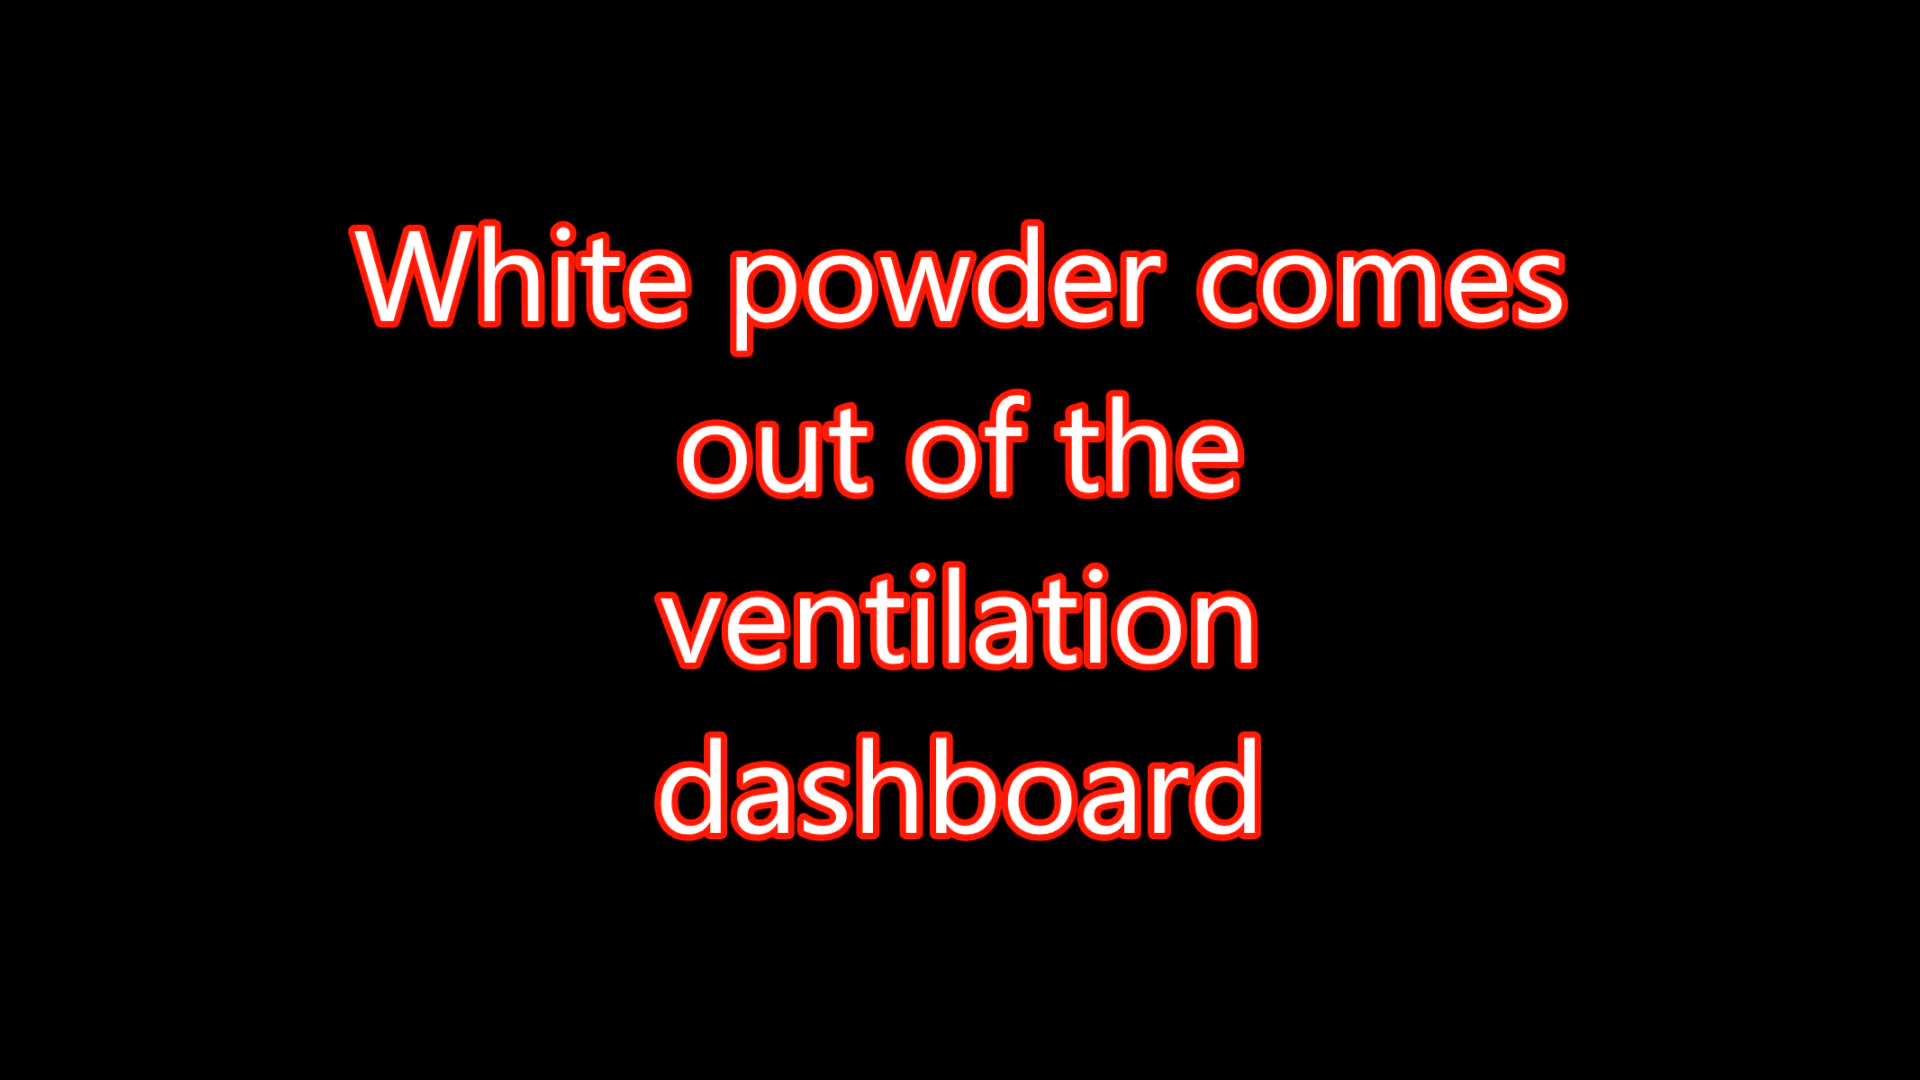 White powder comes
out of the
ventilation
dashboard